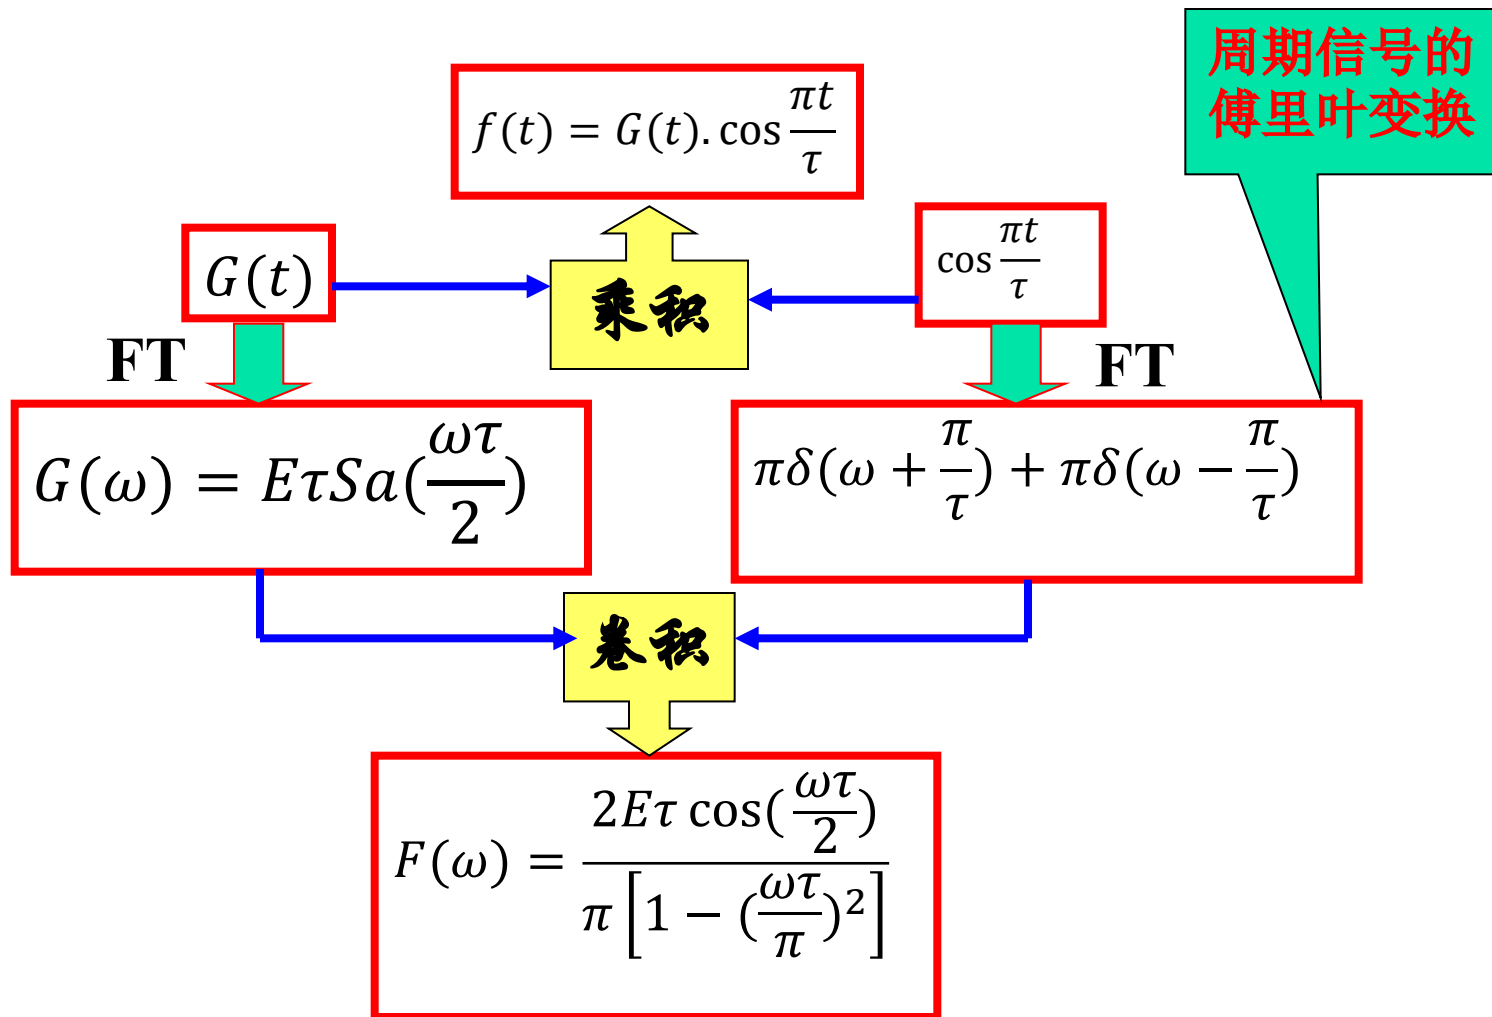 周期信号的
傅里叶变换
f(t) = G(t). cos πt/τ
G(t)
乘积
cos πt/τ
FT
FT
G(ω) = EτSa(ωτ/2)
πδ(ω + π/τ) + πδ(ω − π/τ)
卷积
F(ω) = 2Eτ cos(ωτ/2) / π[1 − (ωτ/π)²]